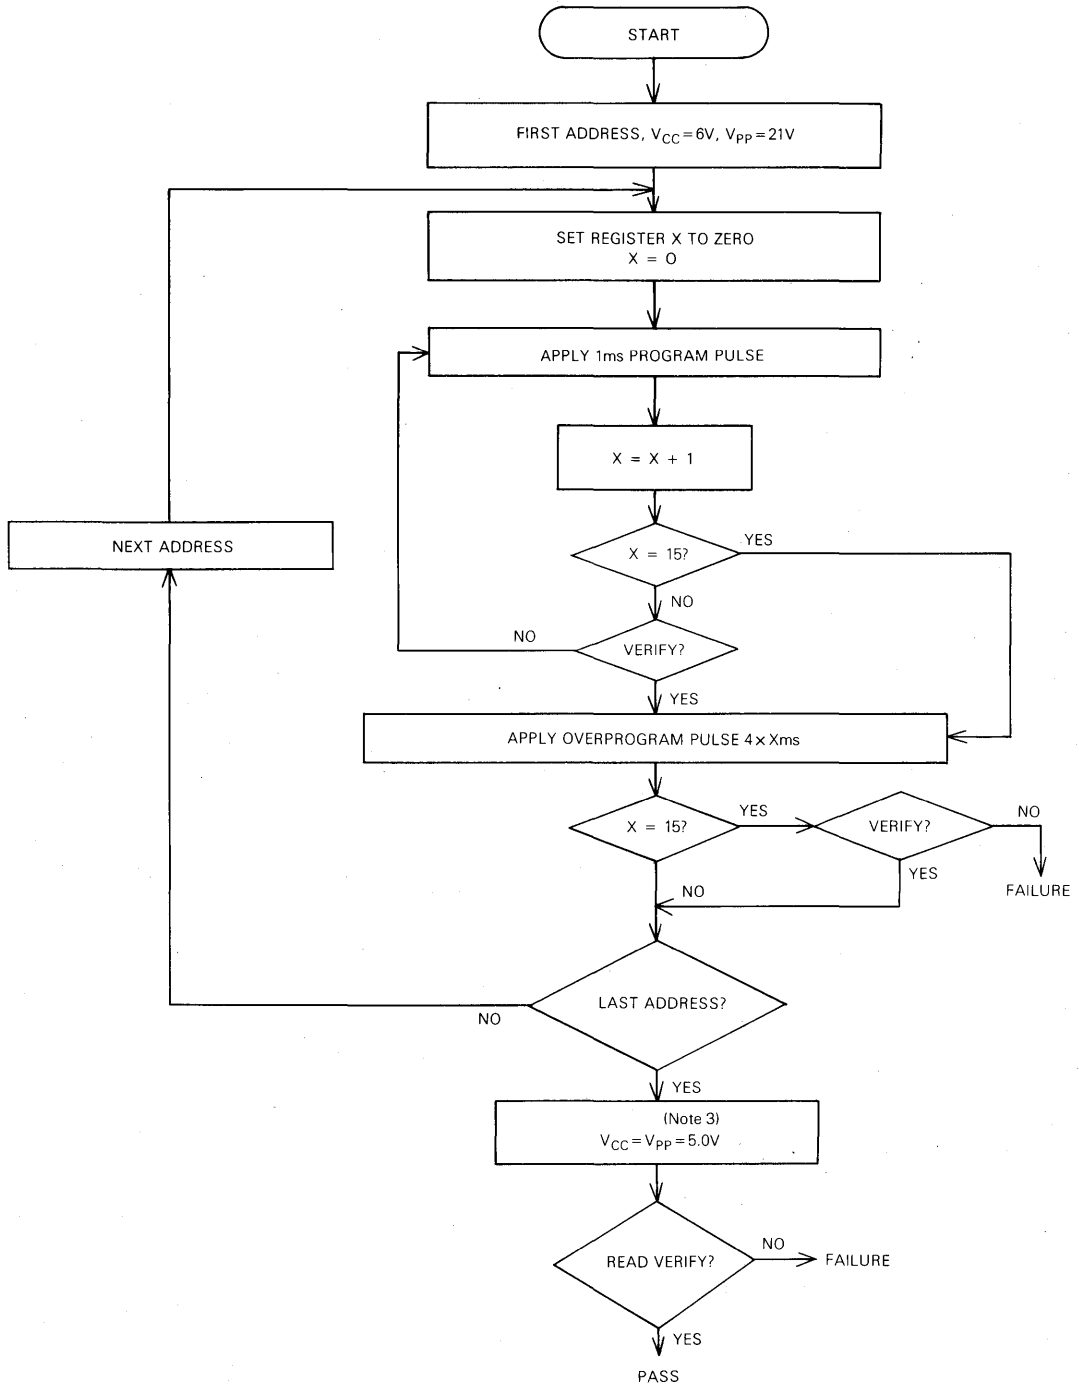 START
FIRST ADDRESS, VCC=6V, VPP=21V
SET REGISTER X TO ZERO
X = 0
APPLY 1ms PROGRAM PULSE
X = X + 1
NEXT ADDRESS
X = 15?
YES
NO
NO
VERIFY?
YES
APPLY OVERPROGRAM PULSE 4×Xms
X = 15?
YES
VERIFY?
NO
YES
FAILURE
NO
LAST ADDRESS?
NO
YES
(Note 3)
VCC=VPP=5.0V
READ VERIFY?
NO
FAILURE
YES
PASS